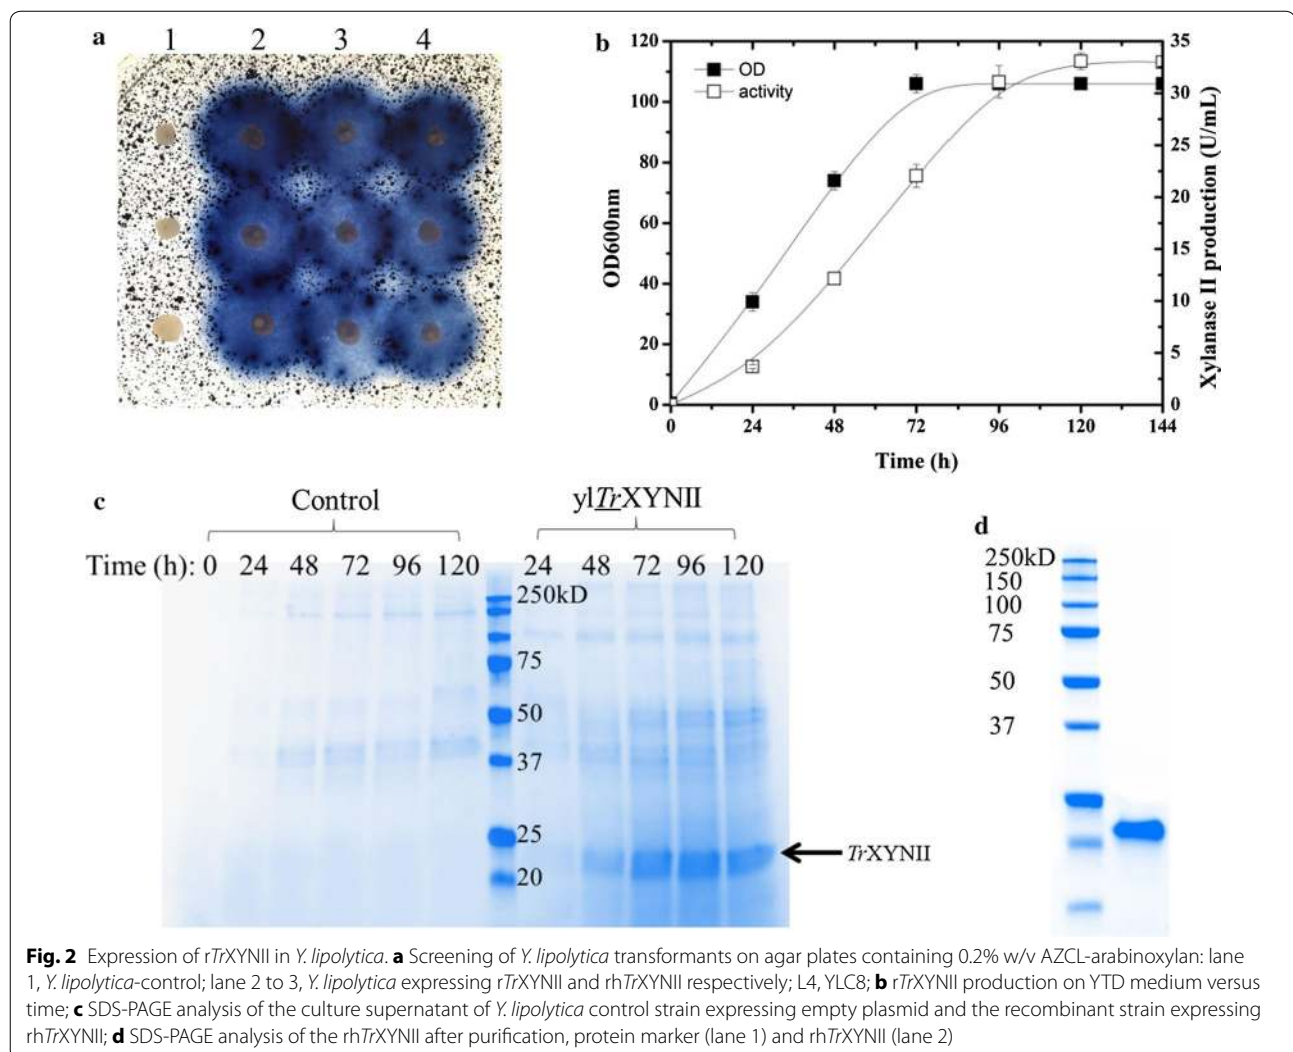 a
1 2 3 4
b
120
100
80
60
40
20
0
OD600nm
OD
activity
35
30
25
20
15
10
5
0
Xylanase II production (U/mL)
0 24 48 72 96 120 144
Time (h)
c
Control
ylTrXYNII
Time (h): 0 24 48 72 96 120 24 48 72 96 120
250kD
75
50
37
25
20
TrXYNII
d
250kD
150
100
75
50
37
Fig. 2 Expression of rTrXYNII in Y. lipolytica. a Screening of Y. lipolytica transformants on agar plates containing 0.2% w/v AZCL-arabinoxylan: lane
1, Y. lipolytica-control; lane 2 to 3, Y. lipolytica expressing rTrXYNII and rhTrXYNII respectively; L4, YLC8; b rTrXYNII production on YTD medium versus
time; c SDS-PAGE analysis of the culture supernatant of Y. lipolytica control strain expressing empty plasmid and the recombinant strain expressing
rhTrXYNII; d SDS-PAGE analysis of the rhTrXYNII after purification, protein marker (lane 1) and rhTrXYNII (lane 2)